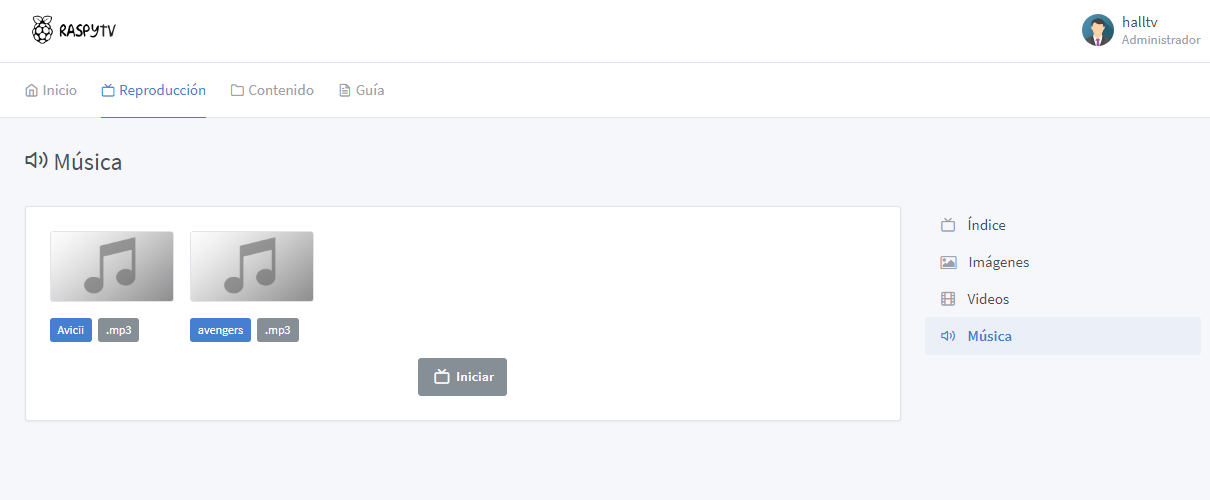 RASPYTV
halltv
Administrador
Inicio Reproducción Contenido Guía
Música
Avicii .mp3 avengers .mp3
Iniciar
Índice
Imágenes
Videos
Música